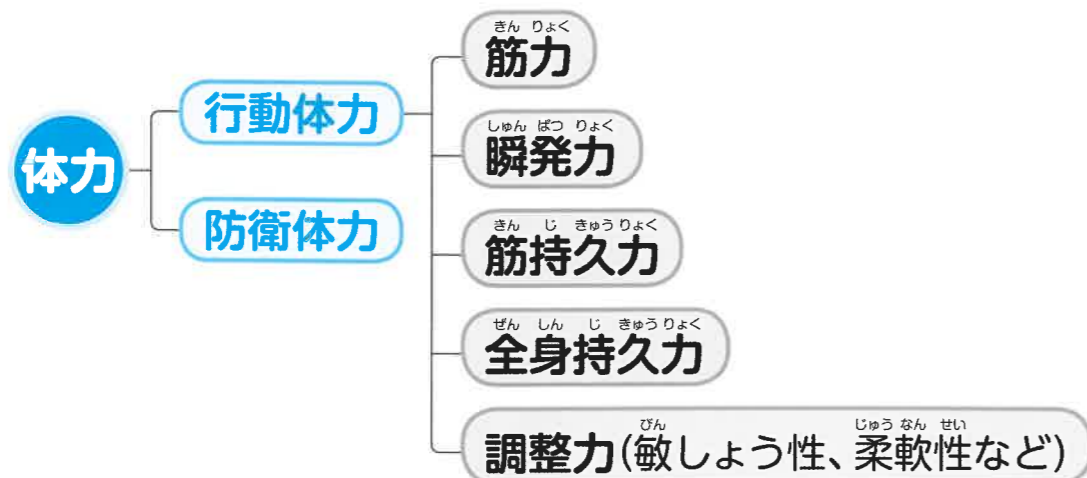 体力
行動体力
防衛体力
きん りょく
筋力
しゅん ぱつ りょく
瞬発力
きん じ きゅう りょく
筋持久力
ぜん しん じ きゅう りょく
全身持久力
びん じゅう なん せい
調整力(敏しょう性、柔軟性など)